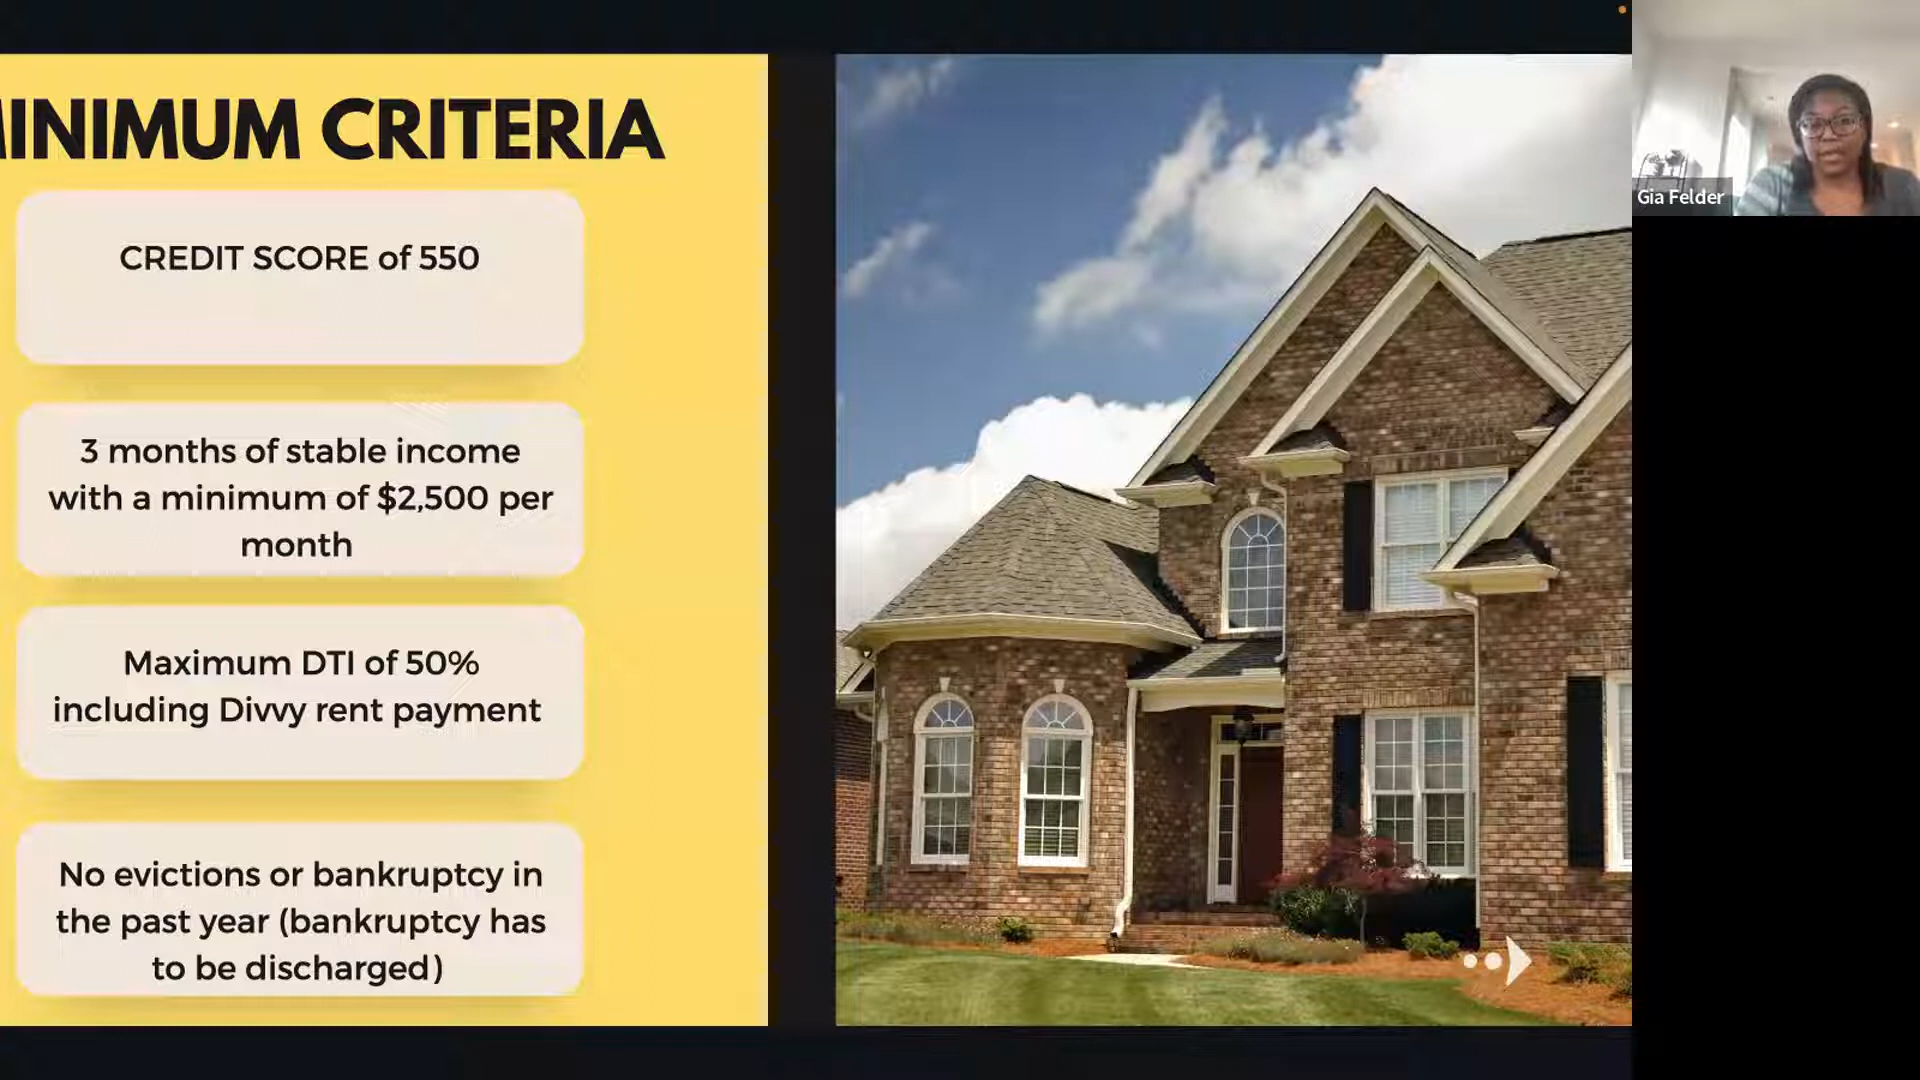 MINIMUM CRITERIA
CREDIT SCORE of 550
3 months of stable income
with a minimum of $2,500 per
month
Maximum DTI of 50%
including Divvy rent payment
No evictions or bankruptcy in
the past year (bankruptcy has
to be discharged)
Gia Felder